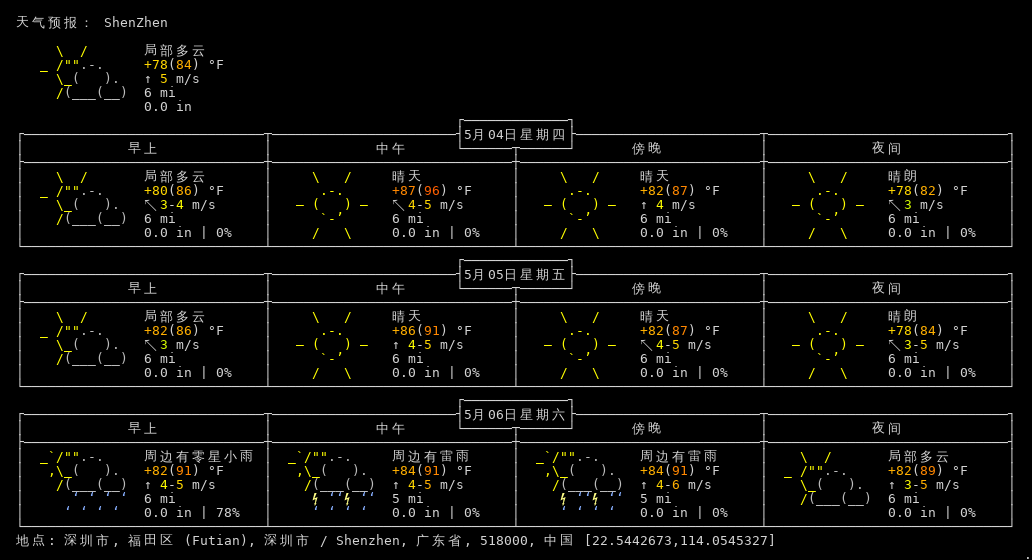 天气预报： ShenZhen
局部多云
+78(84) °F
↑ 5 m/s
6 mi
0.0 in
5月04日星期四
早上 中午 傍晚 夜间
局部多云 晴天 晴天 晴朗
+80(86) °F +87(96) °F +82(87) °F +78(82) °F
↖ 3-4 m/s ↖ 4-5 m/s ↑ 4 m/s ↖ 3 m/s
6 mi 6 mi 6 mi 6 mi
0.0 in | 0% 0.0 in | 0% 0.0 in | 0% 0.0 in | 0%
5月05日星期五
早上 中午 傍晚 夜间
局部多云 晴天 晴天 晴朗
+82(86) °F +86(91) °F +82(87) °F +78(84) °F
↖ 3 m/s ↑ 4-5 m/s ↖ 4-5 m/s ↖ 3-5 m/s
6 mi 6 mi 6 mi 6 mi
0.0 in | 0% 0.0 in | 0% 0.0 in | 0% 0.0 in | 0%
5月06日星期六
早上 中午 傍晚 夜间
周边有零星小雨 周边有雷雨 周边有雷雨 局部多云
+82(91) °F +84(91) °F +84(91) °F +82(89) °F
↑ 4-5 m/s ↑ 4-5 m/s ↑ 4-6 m/s ↑ 3-5 m/s
6 mi 5 mi 5 mi 6 mi
0.0 in | 78% 0.0 in | 0% 0.0 in | 0% 0.0 in | 0%
地点: 深圳市, 福田区 (Futian), 深圳市 / Shenzhen, 广东省, 518000, 中国 [22.5442673,114.0545327]